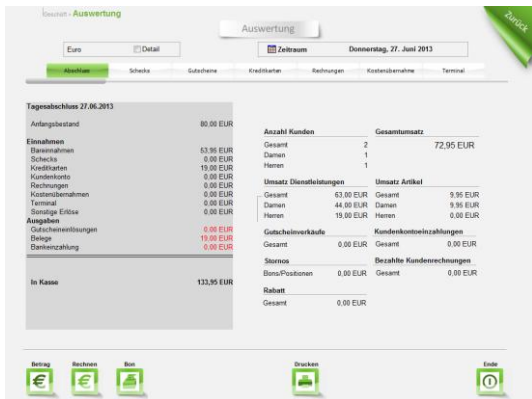 Geschäft - Auswertung
Zurück
Auswertung
Euro Detail Zeitraum Donnerstag, 27. Juni 2013
Abschluss Schecks Gutscheine Kreditkarten Rechnungen Kostenübernahme Terminal
Tagesabschluss 27.06.2013
Anfangsbestand 80,00 EUR
Einnahmen
Bareinnahmen 53,95 EUR
Schecks 0,00 EUR
Kreditkarten 19,00 EUR
Kundenkonto 0,00 EUR
Rechnungen 0,00 EUR
Kostenübernahmen 0,00 EUR
Terminal 0,00 EUR
Sonstige Erlöse 0,00 EUR
Ausgaben
Gutscheineinlösungen 0,00 EUR
Belege 19,00 EUR
Bankeinzahlung 0,00 EUR
In Kasse 133,95 EUR
Anzahl Kunden Gesamtumsatz
Gesamt 2 72,95 EUR
Damen 1
Herren 1
Umsatz Dienstleistungen Umsatz Artikel
Gesamt 63,00 EUR Gesamt 9,95 EUR
Damen 44,00 EUR Damen 9,95 EUR
Herren 19,00 EUR Herren 0,00 EUR
Gutscheinverkäufe Kundenkontoeinzahlungen
Gesamt 0,00 EUR Gesamt 0,00 EUR
Stornos Bezahlte Kundenrechnungen
Bons/Positionen 0,00 EUR Gesamt 0,00 EUR
Rabatt
Gesamt 0,00 EUR
Betrag Rechnen Bon Drucken Ende